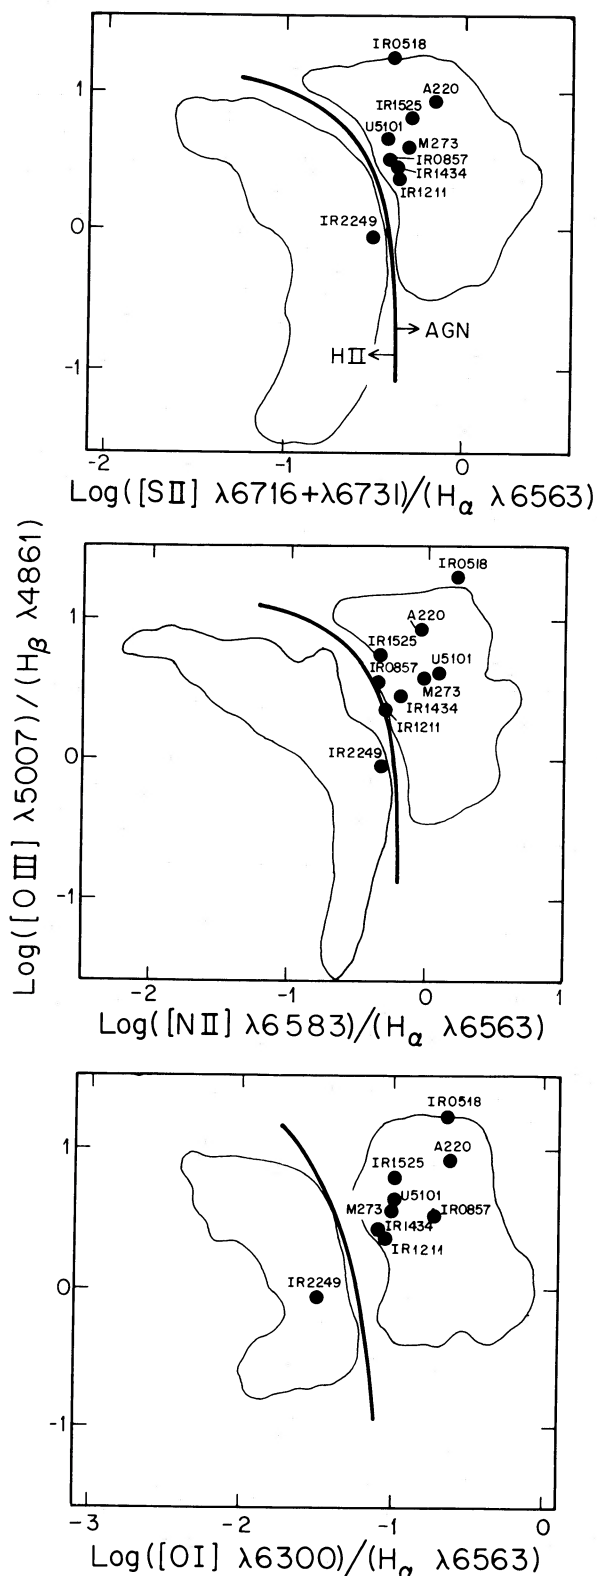 IR0518
1
A220
IR1525
U5101
M273
IR0857
IR1434
IR1211
IR2249
0
AGN
HII
-1
-2 -1 0
Log([SII] λ6716+λ6731)/(Hα λ6563)
Log([OIII] λ5007)/(Hβ λ4861)
IR0518
1
A220
IR1525
U5101
IR0857
M273
IR1434
IR1211
IR2249
0
-1
-2 -1 0 1
Log([NII] λ6583)/(Hα λ6563)
IR0518
1
A220
IR1525
U5101
M273
IR0857
IR1434
IR1211
IR2249
0
-1
-3 -2 -1 0
Log([OI] λ6300)/(Hα λ6563)